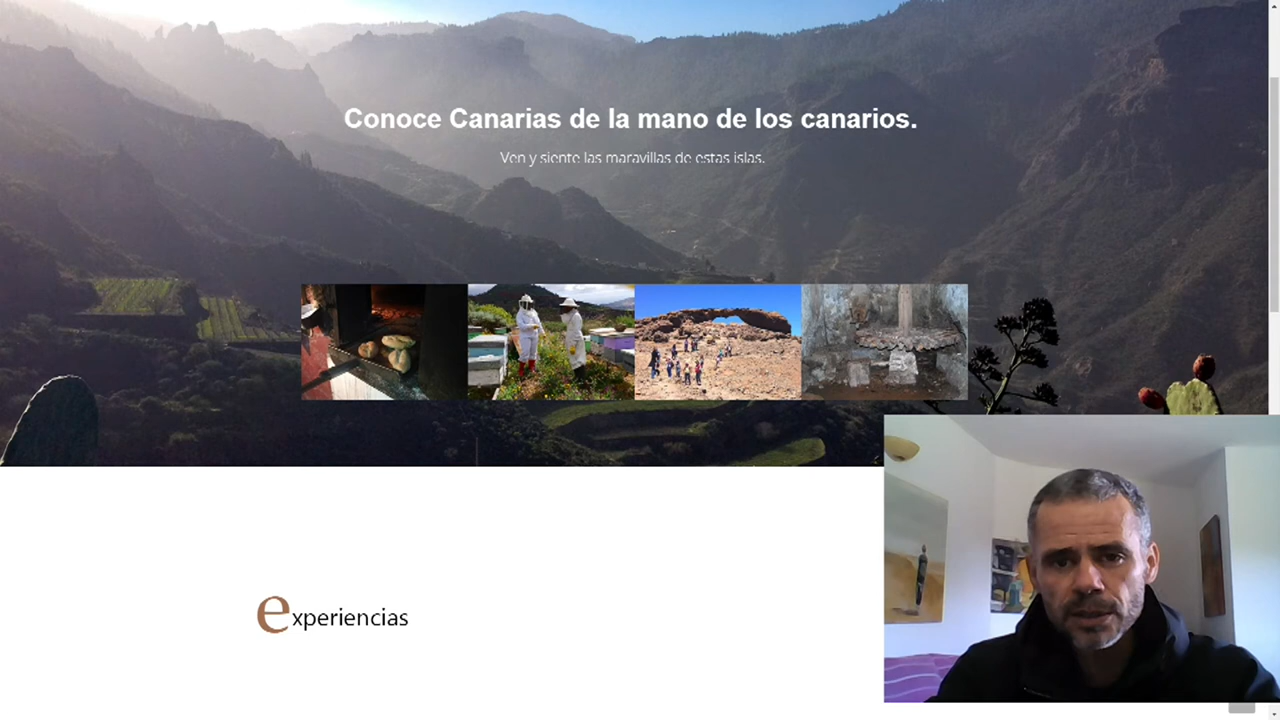 Conoce Canarias de la mano de los canarios.
Ven y siente las maravillas de estas islas.
experiencias